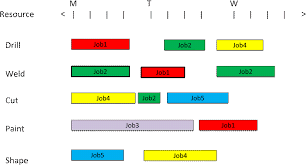 M T W
Resource <
Drill Job1 Job2 Job4
Weld Job2 Job1 Job2
Cut Job4 Job2 Job5
Paint Job3 Job1
Shape Job5 Job4